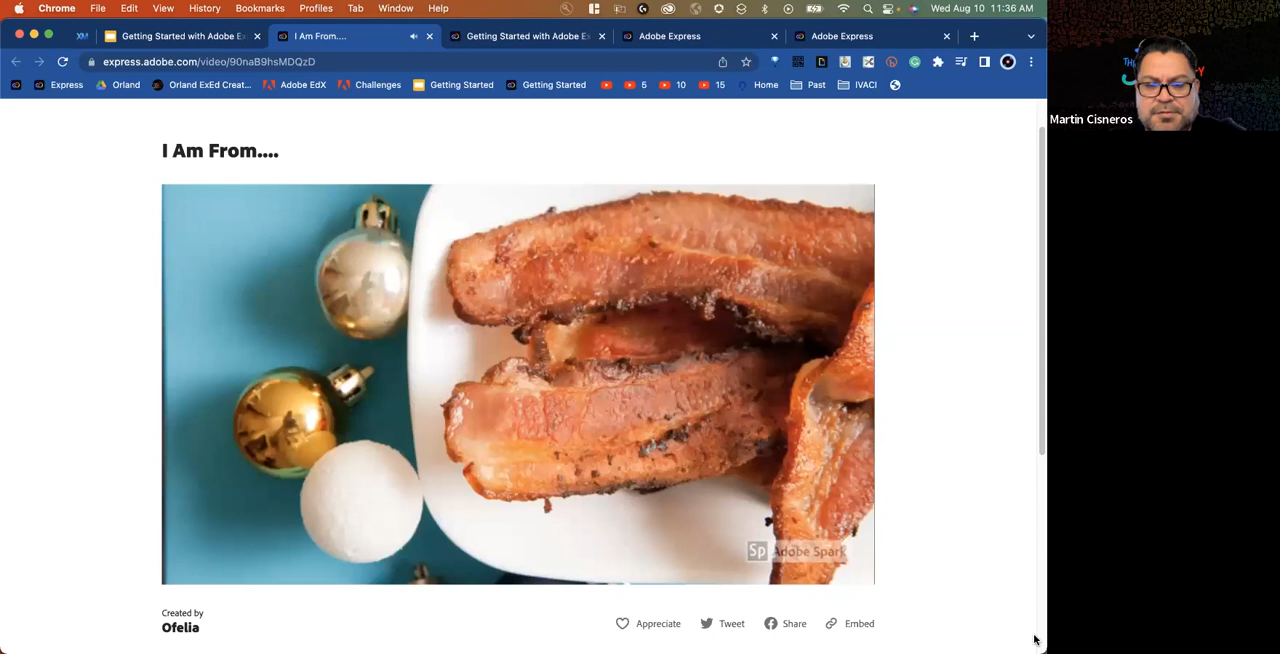 Chrome File Edit View History Bookmarks Profiles Tab Window Help Wed Aug 10 11:36 AM
XM Getting Started with Adobe E I Am From.... Getting Started with Adobe E Adobe Express Adobe Express
express.adobe.com/video/90naB9hsMDQzD
Express Orland Orland ExEd Creat... Adobe EdX Challenges Getting Started Getting Started 5 10 15 Home Past IVACI
Martin Cisneros
I Am From....
Sp Adobe Spark
Created by
Ofelia
Appreciate Tweet Share Embed